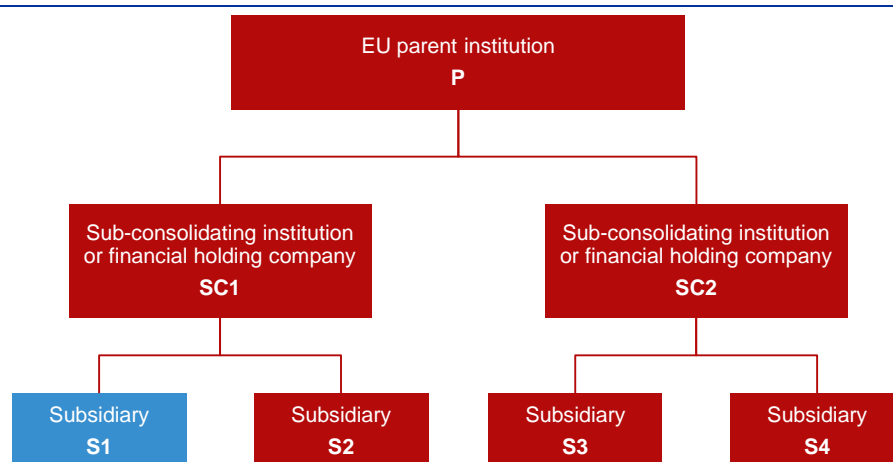 EU parent institution
P
Sub-consolidating institution
or financial holding company
SC1
Sub-consolidating institution
or financial holding company
SC2
Subsidiary
S1
Subsidiary
S2
Subsidiary
S3
Subsidiary
S4